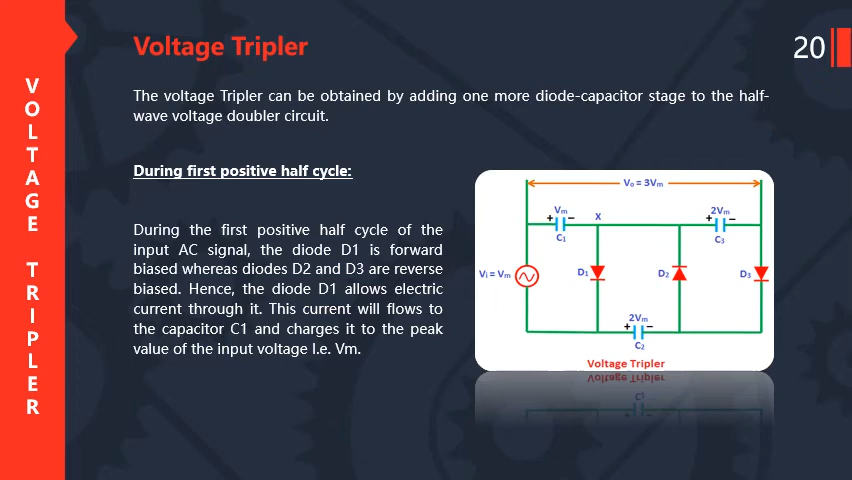 VOLTAGE TRIPLER
Voltage Tripler
20
The voltage Tripler can be obtained by adding one more diode-capacitor stage to the half-
wave voltage doubler circuit.
During first positive half cycle:
During the first positive half cycle of the
input AC signal, the diode D1 is forward
biased whereas diodes D2 and D3 are reverse
biased. Hence, the diode D1 allows electric
current through it. This current will flows to
the capacitor C1 and charges it to the peak
value of the input voltage I.e. Vm.
Vo = 3Vm
Vm
+ −
C1
X
2Vm
+ −
C3
Vi = Vm
D1
D2
D3
2Vm
+ −
C2
Voltage Tripler